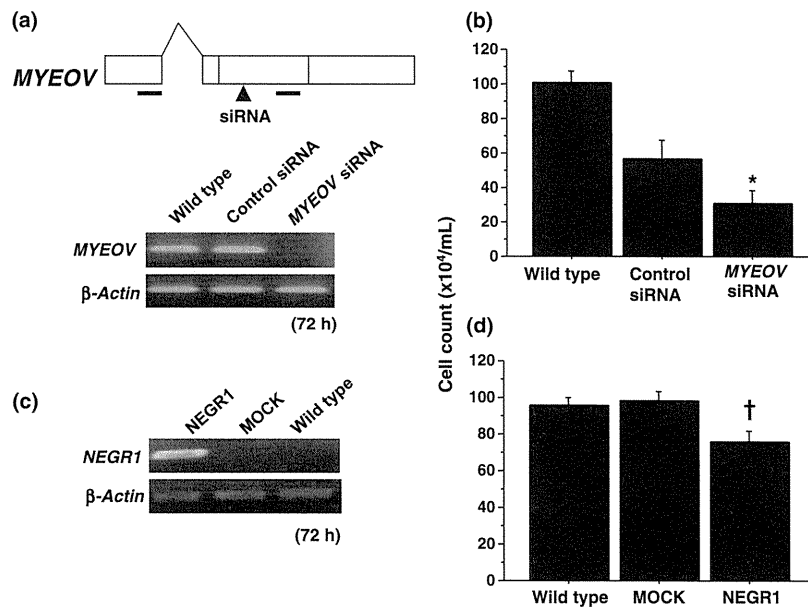 (a)
MYEOV
siRNA
Wild type
Control siRNA
MYEOV siRNA
MYEOV
β-Actin
(72 h)
(c)
NEGR1
MOCK
Wild type
NEGR1
β-Actin
(72 h)
Cell count (x10⁴/mL)
(b)
120
100
80
60
40
20
0
*
Wild type
Control
siRNA
MYEOV
siRNA
(d)
120
100
80
60
40
20
0
†
Wild type
MOCK
NEGR1